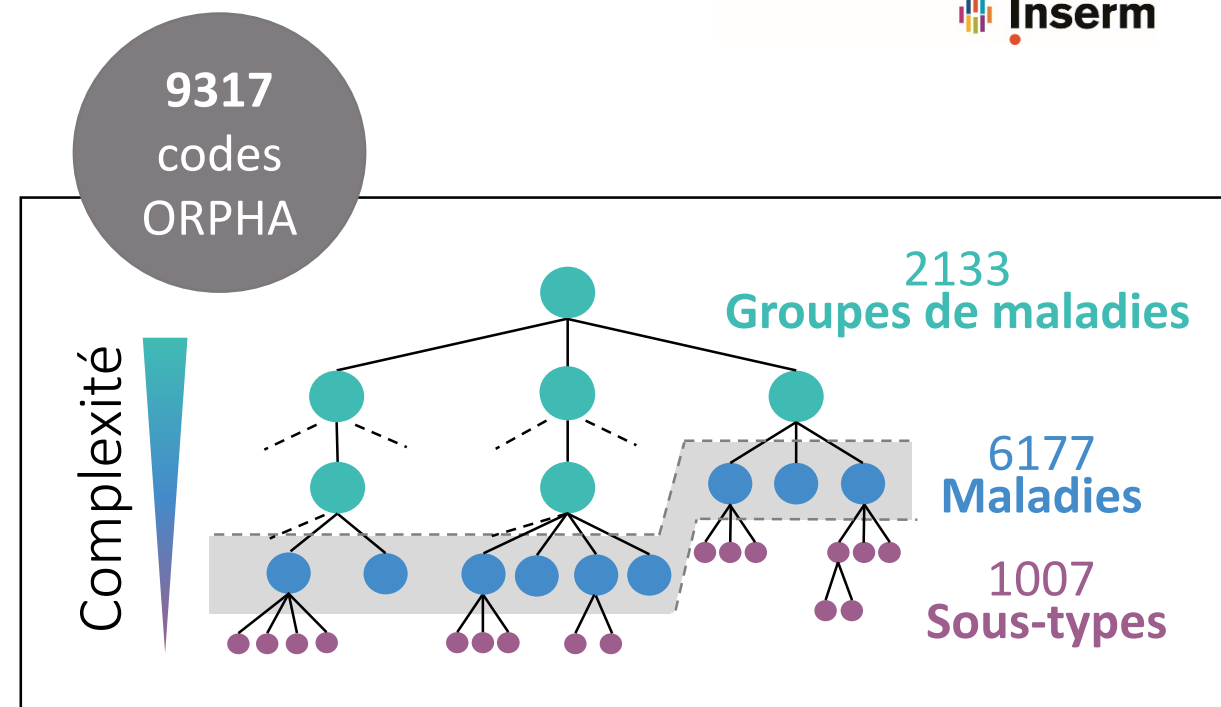 Inserm
9317
codes
ORPHA
2133
Groupes de maladies
Complexité
6177
Maladies
1007
Sous-types